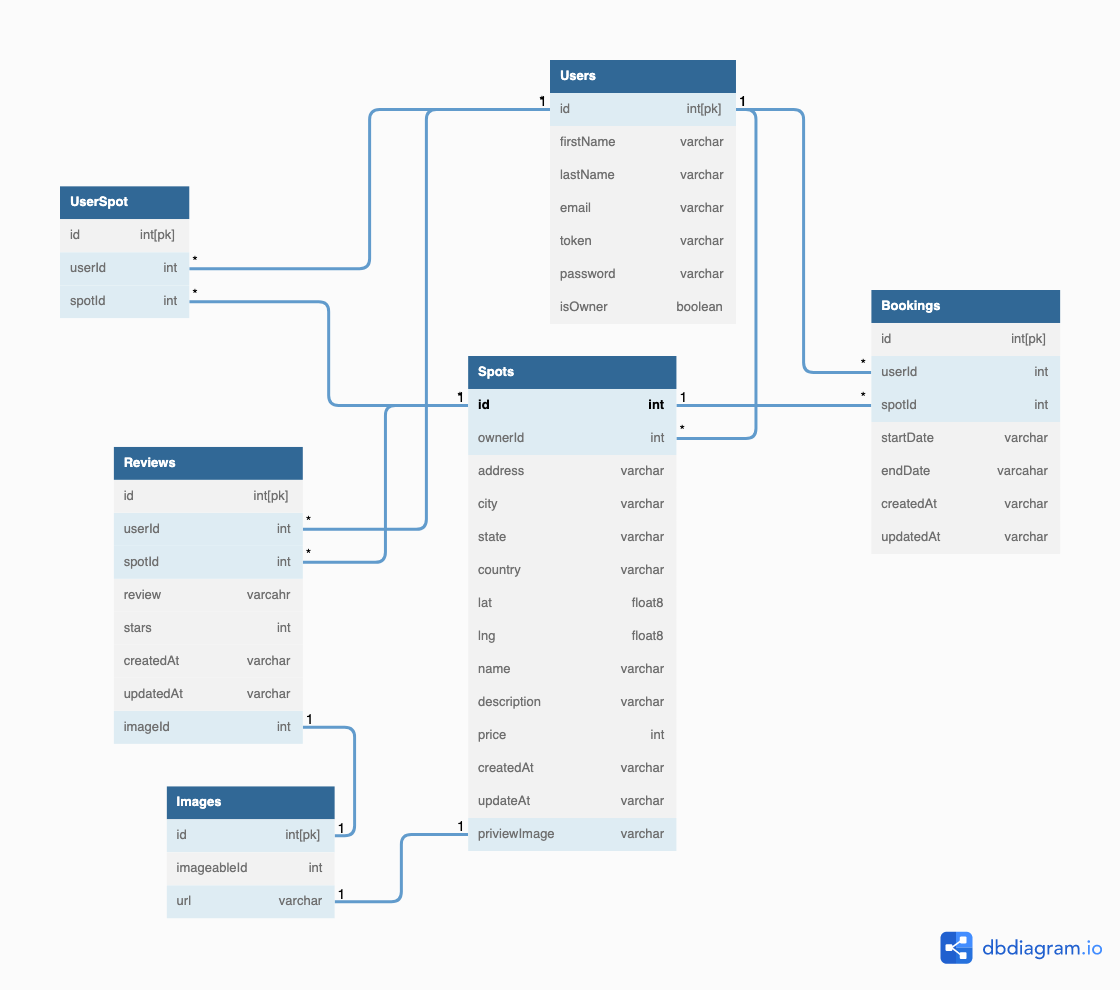 Users
1 id int[pk] 1
firstName varchar
lastName varchar
email varchar
token varchar
password varchar
isOwner boolean
UserSpot
id int[pk]
userId int *
spotId int *
Bookings
id int[pk]
* userId int
* spotId int
startDate varchar
endDate varcahar
createdAt varchar
updatedAt varchar
Spots
1 id int 1
ownerId int *
address varchar
city varchar
state varchar
country varchar
lat float8
lng float8
name varchar
description varchar
price int
createdAt varchar
updateAt varchar
1 priviewImage varchar
Reviews
id int[pk]
userId int *
spotId int *
review varcahr
stars int
createdAt varchar
updatedAt varchar
imageId int 1
Images
id int[pk] 1
imageableId int
url varchar 1
dbdiagram.io